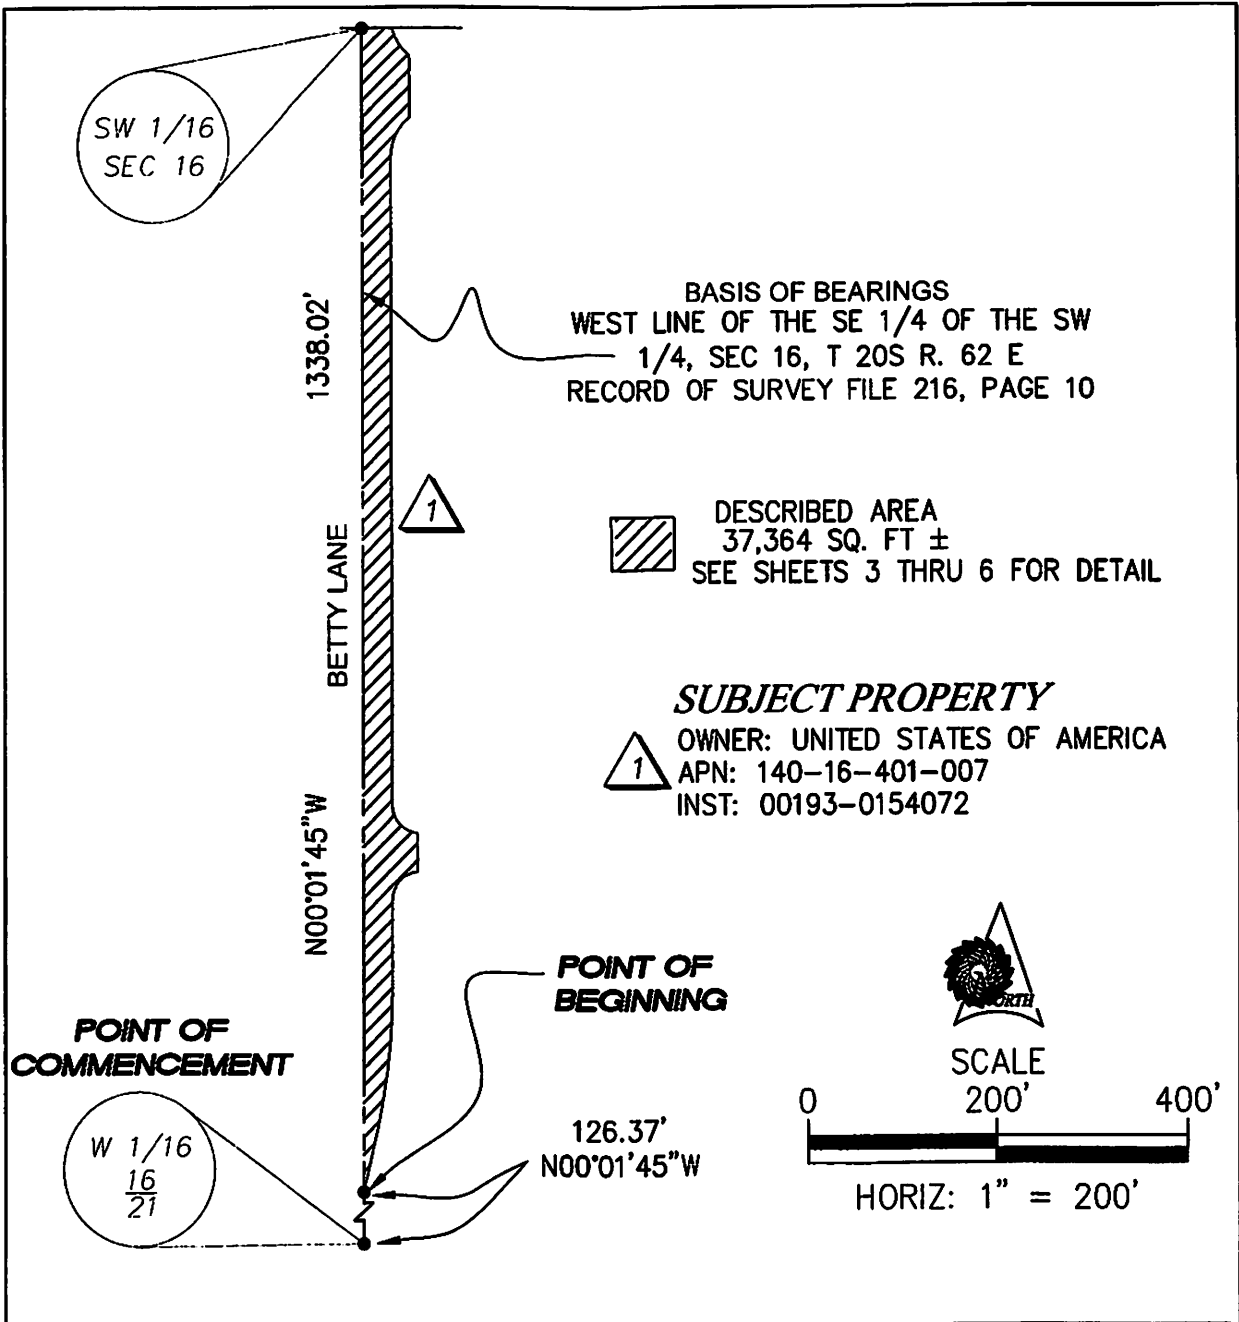 SW 1/16
SEC 16
1338.02'
BASIS OF BEARINGS
WEST LINE OF THE SE 1/4 OF THE SW
1/4, SEC 16, T 20S R. 62 E
RECORD OF SURVEY FILE 216, PAGE 10
1
DESCRIBED AREA
37,364 SQ. FT ±
SEE SHEETS 3 THRU 6 FOR DETAIL
BETTY LANE
SUBJECT PROPERTY
1
OWNER: UNITED STATES OF AMERICA
APN: 140-16-401-007
INST: 00193-0154072
N00°01'45"W
POINT OF
BEGINNING
POINT OF
COMMENCEMENT
W 1/16
16
21
126.37'
N00°01'45"W
SCALE
0 200' 400'
HORIZ: 1" = 200'